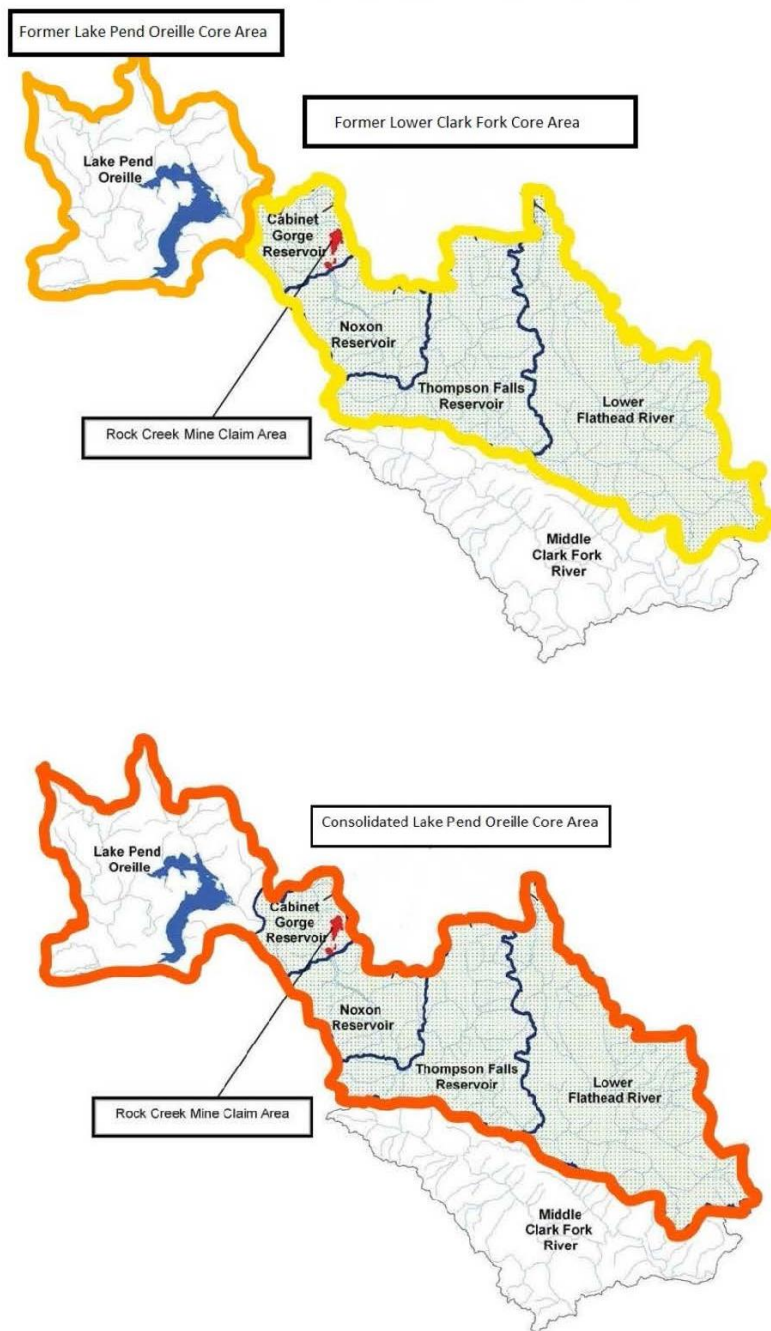 Former Lake Pend Oreille Core Area
Former Lower Clark Fork Core Area
Lake Pend
Oreille
Cabinet
Gorge
Reservoir
Noxon
Reservoir
Thompson Falls
Reservoir
Lower
Flathead River
Rock Creek Mine Claim Area
Middle
Clark Fork
River
Consolidated Lake Pend Oreille Core Area
Lake Pend
Oreille
Cabinet
Gorge
Reservoir
Noxon
Reservoir
Thompson Falls
Reservoir
Lower
Flathead River
Rock Creek Mine Claim Area
Middle
Clark Fork
River